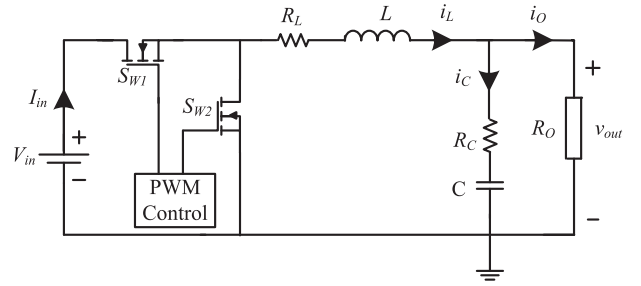 R_L
L
i_L
i_O
S_W1
I_in
S_W2
i_C
+
+
V_in
−
R_C
R_O
v_out
PWM
Control
C
−